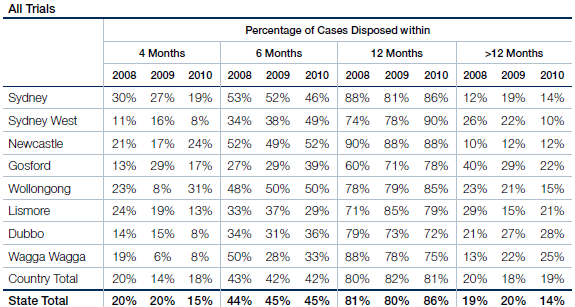 All Trials
Percentage of Cases Disposed within
4 Months 6 Months 12 Months >12 Months
2008 2009 2010 2008 2009 2010 2008 2009 2010 2008 2009 2010
Sydney 30% 27% 19% 53% 52% 46% 88% 81% 86% 12% 19% 14%
Sydney West 11% 16% 8% 34% 38% 49% 74% 78% 90% 26% 22% 10%
Newcastle 21% 17% 24% 52% 49% 52% 90% 88% 88% 10% 12% 12%
Gosford 13% 29% 17% 27% 29% 39% 60% 71% 78% 40% 29% 22%
Wollongong 23% 8% 31% 48% 50% 50% 78% 79% 85% 23% 21% 15%
Lismore 24% 19% 13% 33% 37% 29% 71% 85% 79% 29% 15% 21%
Dubbo 14% 15% 8% 34% 31% 36% 79% 73% 72% 21% 27% 28%
Wagga Wagga 19% 6% 8% 50% 28% 33% 88% 78% 75% 13% 22% 25%
Country Total 20% 14% 18% 43% 42% 42% 80% 82% 81% 20% 18% 19%
State Total 20% 20% 15% 44% 45% 45% 81% 80% 86% 19% 20% 14%